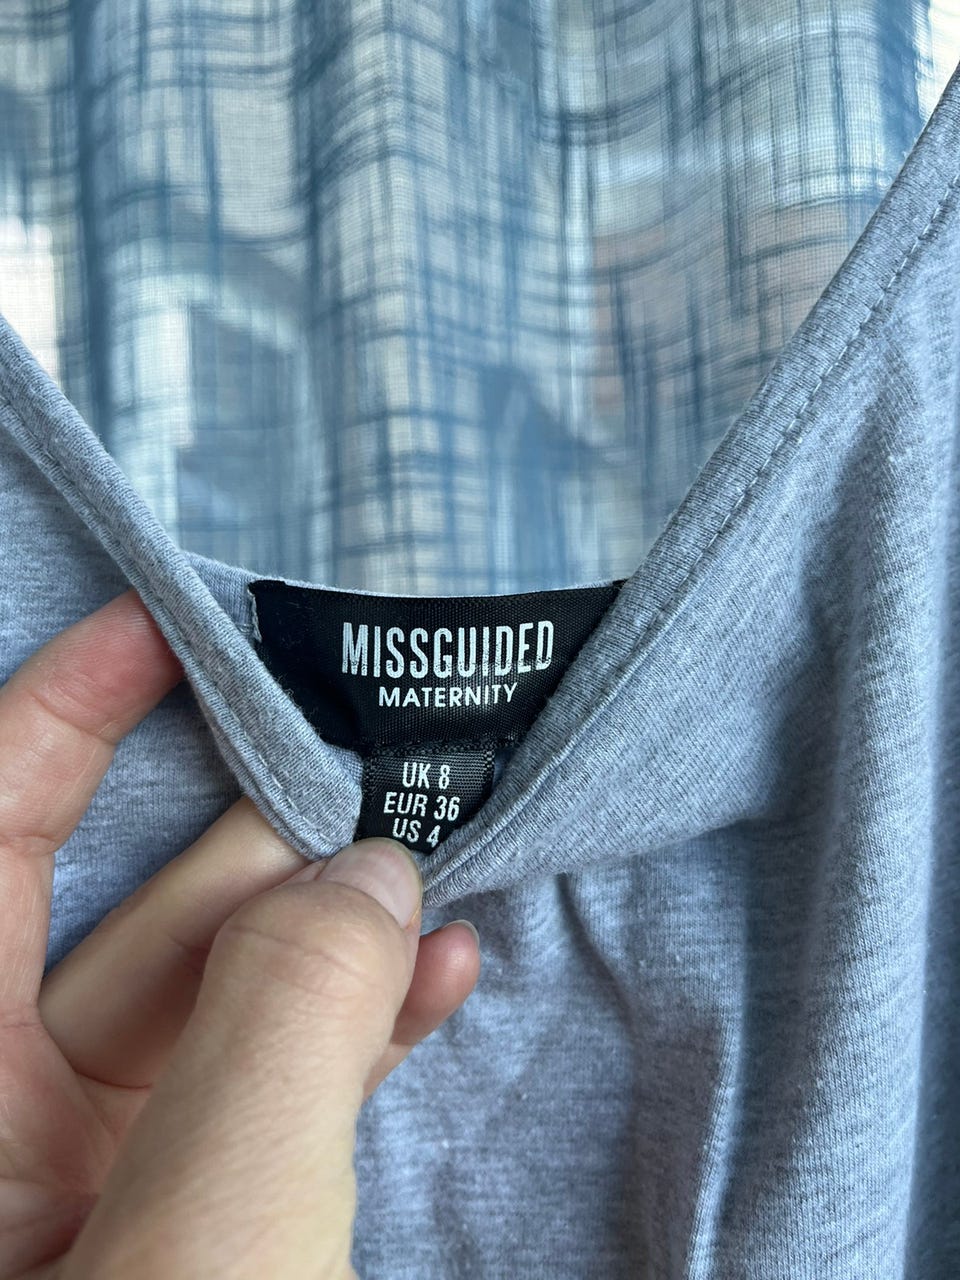 MISSGUIDED
MATERNITY
UK 8
EUR 36
US 4